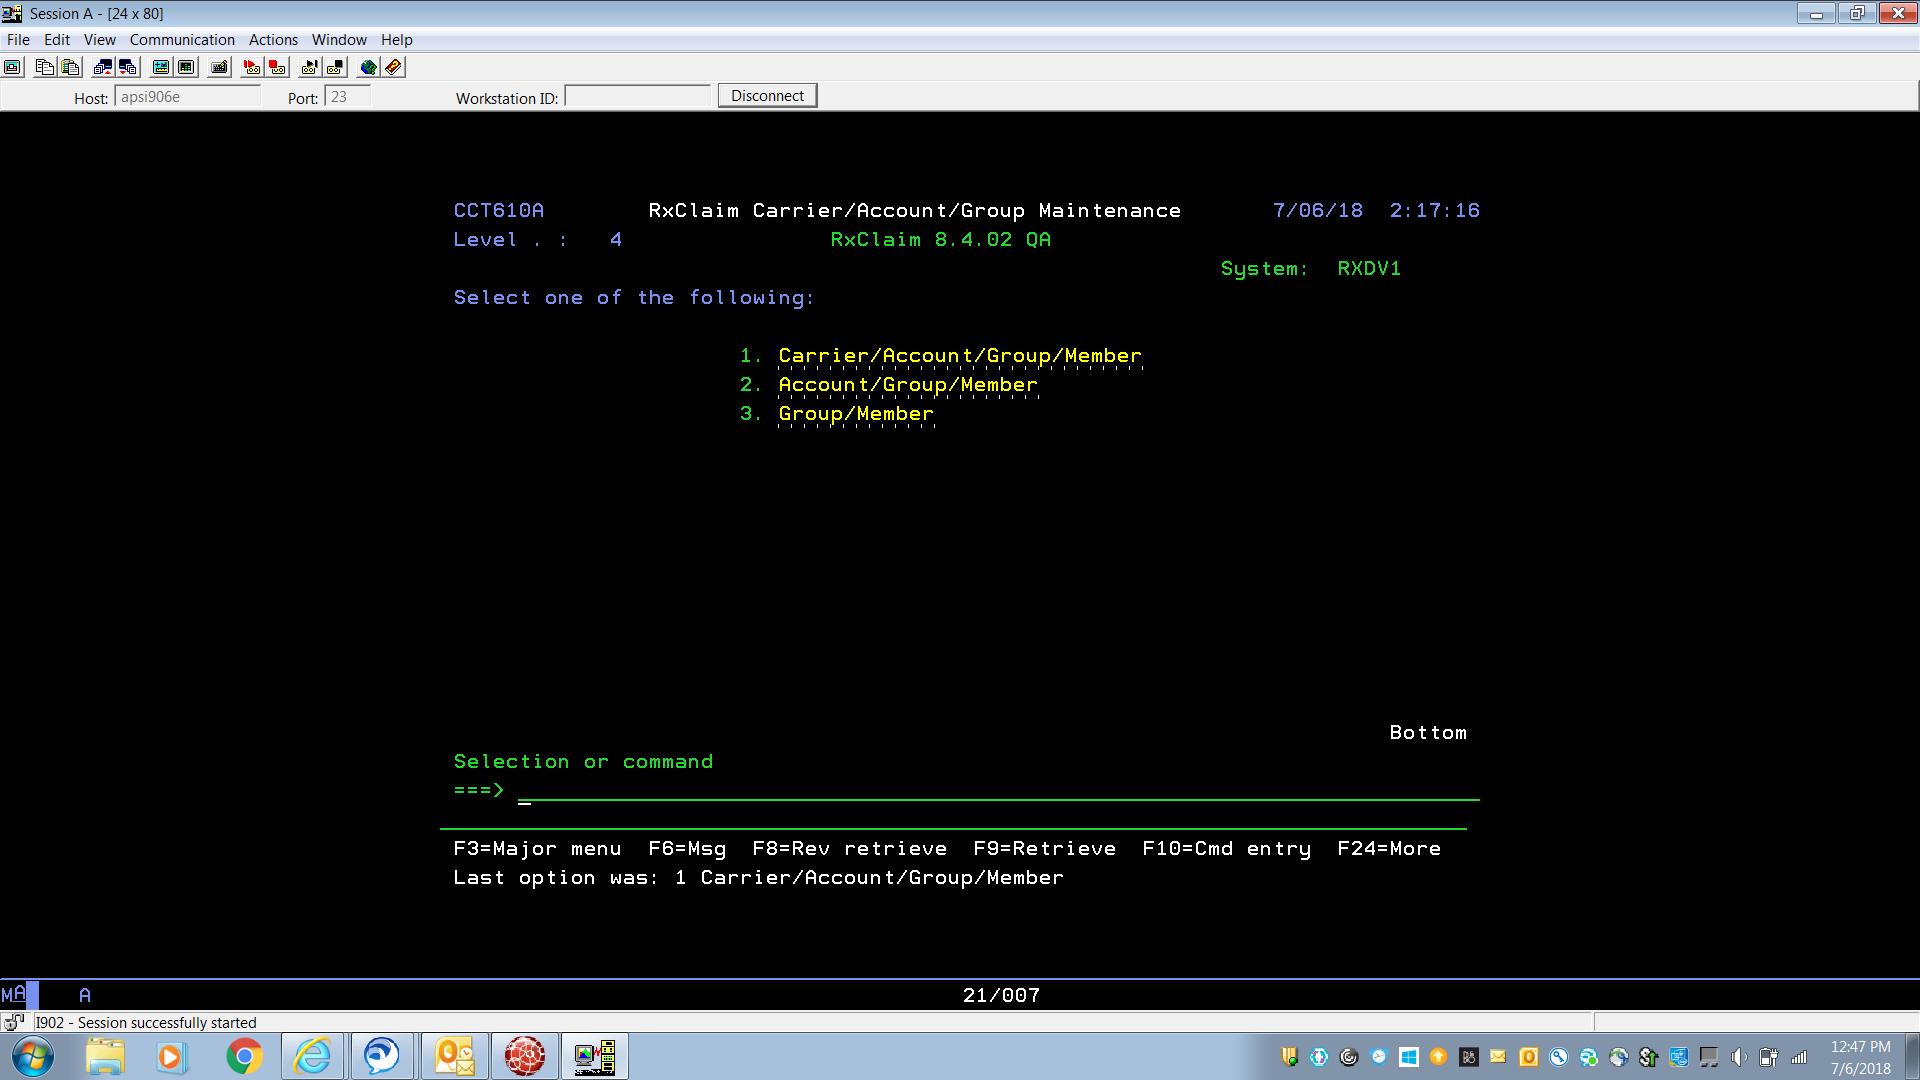 Session A - [24 x 80]
File Edit View Communication Actions Window Help
Host: apsi906e Port: 23 Workstation ID: Disconnect
CCT610A RxClaim Carrier/Account/Group Maintenance 7/06/18 2:17:16
Level . : 4 RxClaim 8.4.02 QA
System: RXDV1
Select one of the following:
1. Carrier/Account/Group/Member
2. Account/Group/Member
3. Group/Member
Bottom
Selection or command
===>
F3=Major menu F6=Msg F8=Rev retrieve F9=Retrieve F10=Cmd entry F24=More
Last option was: 1 Carrier/Account/Group/Member
MA A 21/007
I902 - Session successfully started
12:47 PM
7/6/2018